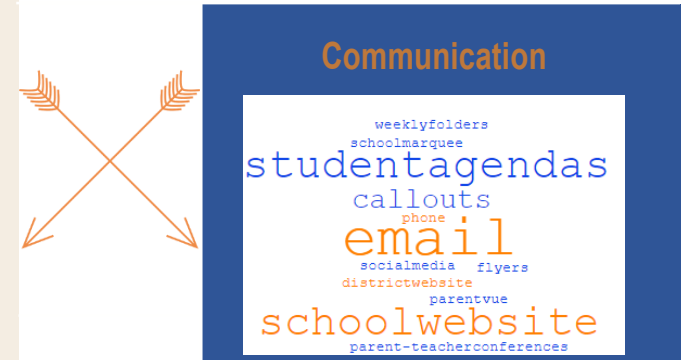 Communication
weeklyfolders
schoolmarquee
studentagendas
callouts
phone
email
socialmedia flyers
districtwebsite
parentvue
schoolwebsite
parent-teacherconferences